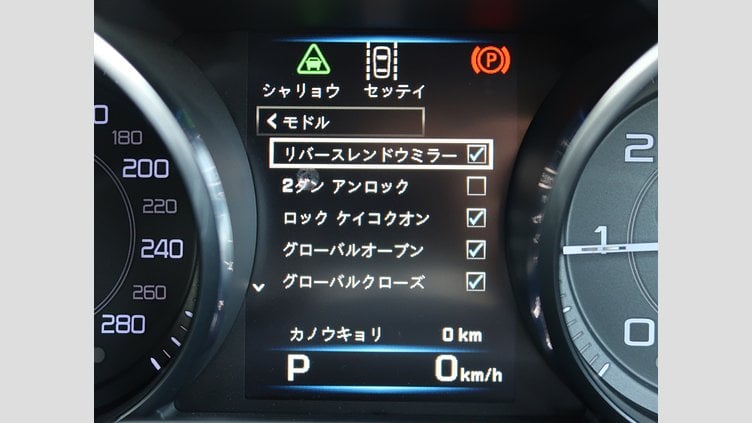 シャリョウ セッテイ
モドル
リバースレンドウミラー
2ダン アンロック
ロック ケイコクオン
グローバルオープン
グローバルクローズ
カノウキョリ 0 km
P 0 km/h
180
200
220
240
260
280
2
1
0
P